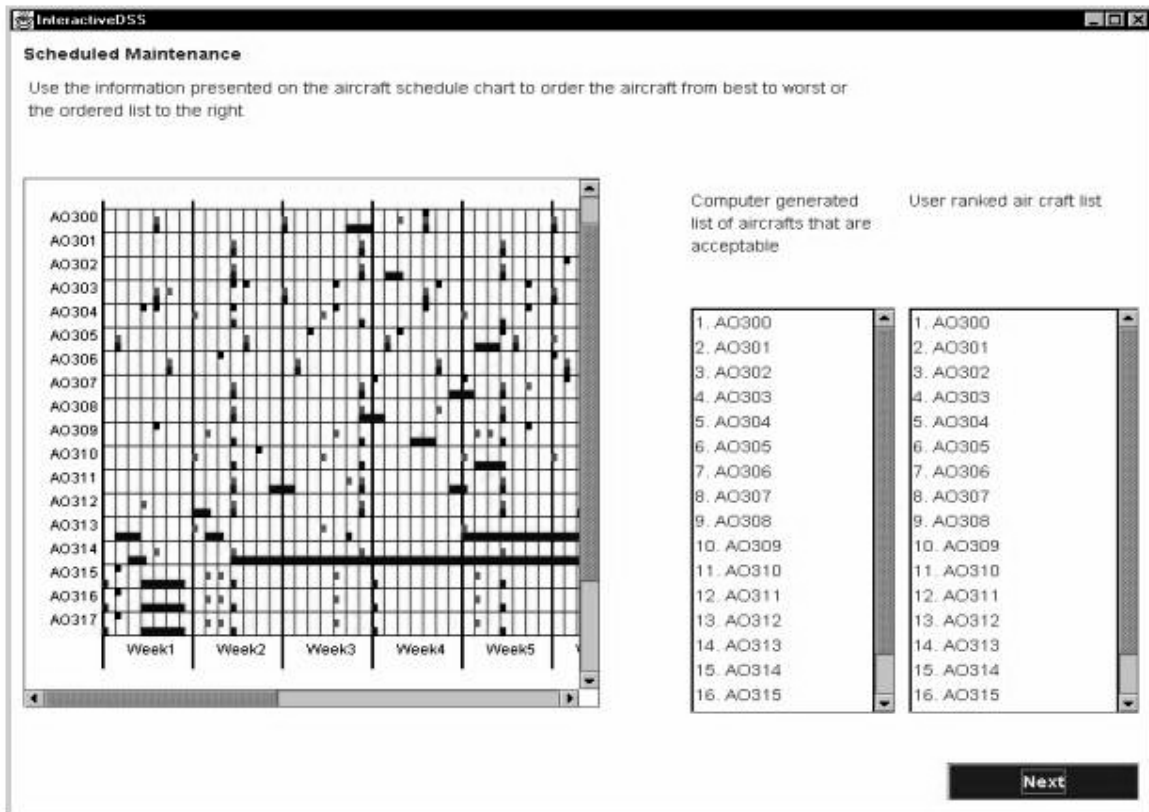 InteractiveDSS
Scheduled Maintenance
Use the information presented on the aircraft schedule chart to order the aircraft from best to worst or
the ordered list to the right
AO300
AO301
AO302
AO303
AO304
AO305
AO306
AO307
AO308
AO309
AO310
AO311
AO312
AO313
AO314
AO315
AO316
AO317
Week1 Week2 Week3 Week4 Week5
Computer generated
list of aircrafts that are
acceptable
User ranked air craft list
1. AO300
2. AO301
3. AO302
4. AO303
5. AO304
6. AO305
7. AO306
8. AO307
9. AO308
10. AO309
11. AO310
12. AO311
13. AO312
14. AO313
15. AO314
16. AO315
1. AO300
2. AO301
3. AO302
4. AO303
5. AO304
6. AO305
7. AO306
8. AO307
9. AO308
10. AO309
11. AO310
12. AO311
13. AO312
14. AO313
15. AO314
16. AO315
Next